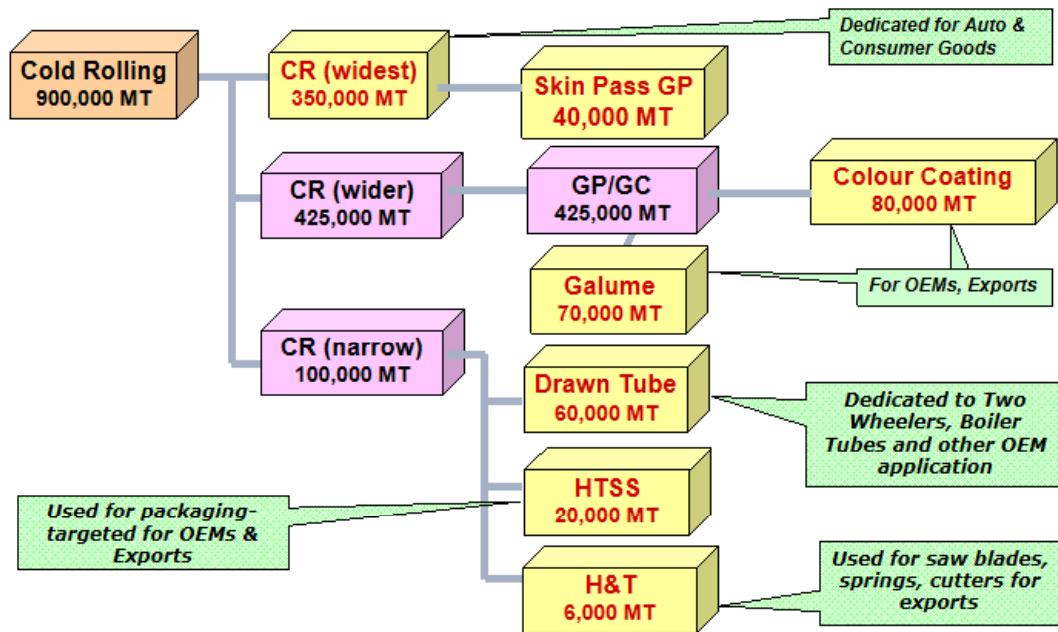 Dedicated for Auto &
Consumer Goods
Cold Rolling
900,000 MT
CR (widest)
350,000 MT
Skin Pass GP
40,000 MT
CR (wider)
425,000 MT
GP/GC
425,000 MT
Colour Coating
80,000 MT
Galume
70,000 MT
For OEMs, Exports
CR (narrow)
100,000 MT
Drawn Tube
60,000 MT
Dedicated to Two
Wheelers, Boiler
Tubes and other OEM
application
HTSS
20,000 MT
Used for packaging-
targeted for OEMs &
Exports
H&T
6,000 MT
Used for saw blades,
springs, cutters for
exports